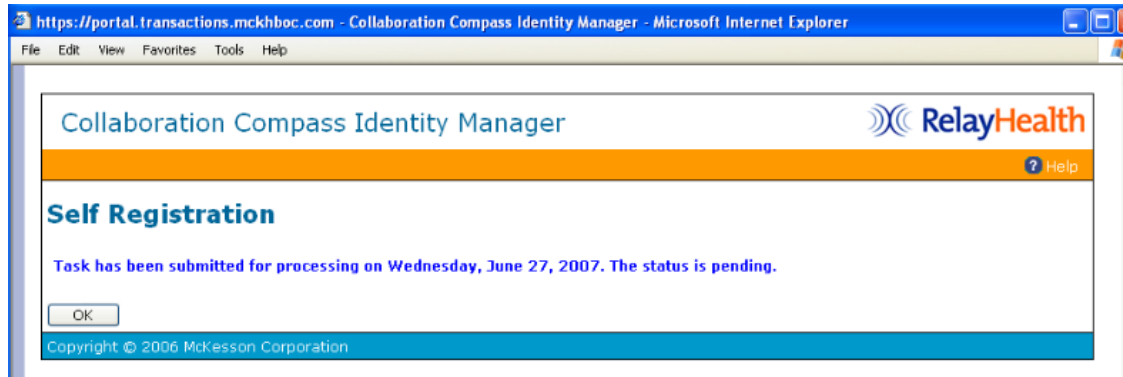 https://portal.transactions.mckhboc.com - Collaboration Compass Identity Manager - Microsoft Internet Explorer
File Edit View Favorites Tools Help
Collaboration Compass Identity Manager
RelayHealth
? Help
Self Registration
Task has been submitted for processing on Wednesday, June 27, 2007. The status is pending.
OK
Copyright © 2006 McKesson Corporation